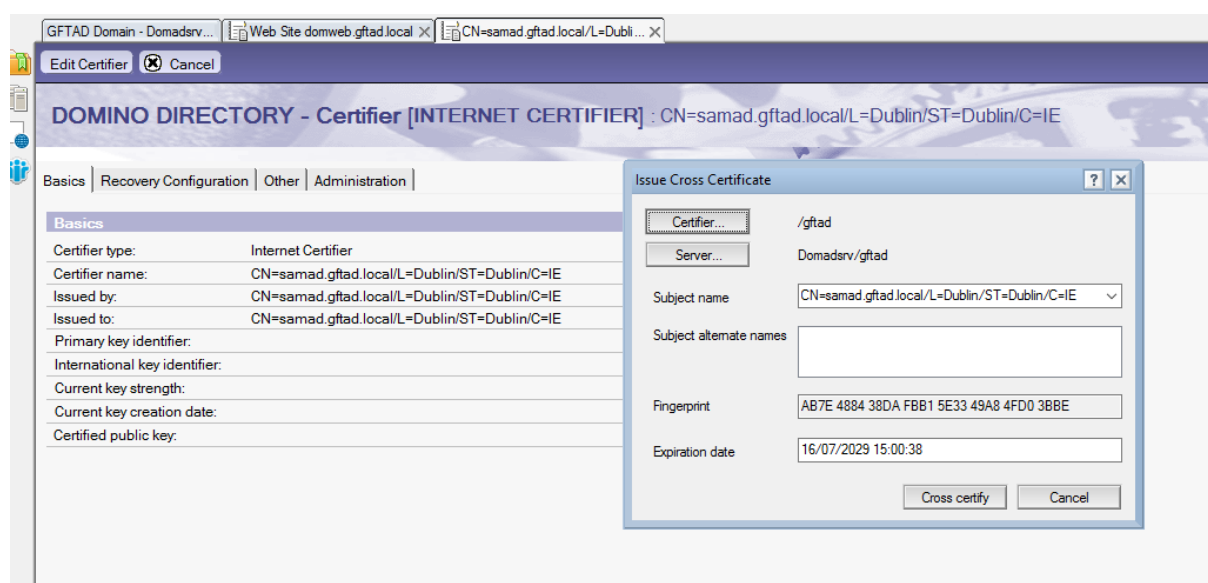 GFTAD Domain - Domadsrv... Web Site domweb.gftad.local CN=samad.gftad.local/L=Dubli...
Edit Certifier Cancel
DOMINO DIRECTORY - Certifier [INTERNET CERTIFIER] : CN=samad.gftad.local/L=Dublin/ST=Dublin/C=IE
Basics Recovery Configuration Other Administration
Basics
Certifier type: Internet Certifier
Certifier name: CN=samad.gftad.local/L=Dublin/ST=Dublin/C=IE
Issued by: CN=samad.gftad.local/L=Dublin/ST=Dublin/C=IE
Issued to: CN=samad.gftad.local/L=Dublin/ST=Dublin/C=IE
Primary key identifier:
International key identifier:
Current key strength:
Current key creation date:
Certified public key:
Issue Cross Certificate ?
Certifier... /gftad
Server... Domadsrv/gftad
Subject name CN=samad.gftad.local/L=Dublin/ST=Dublin/C=IE
Subject alternate names
Fingerprint AB7E 4884 38DA FBB1 5E33 49A8 4FD0 3BBE
Expiration date 16/07/2029 15:00:38
Cross certify Cancel